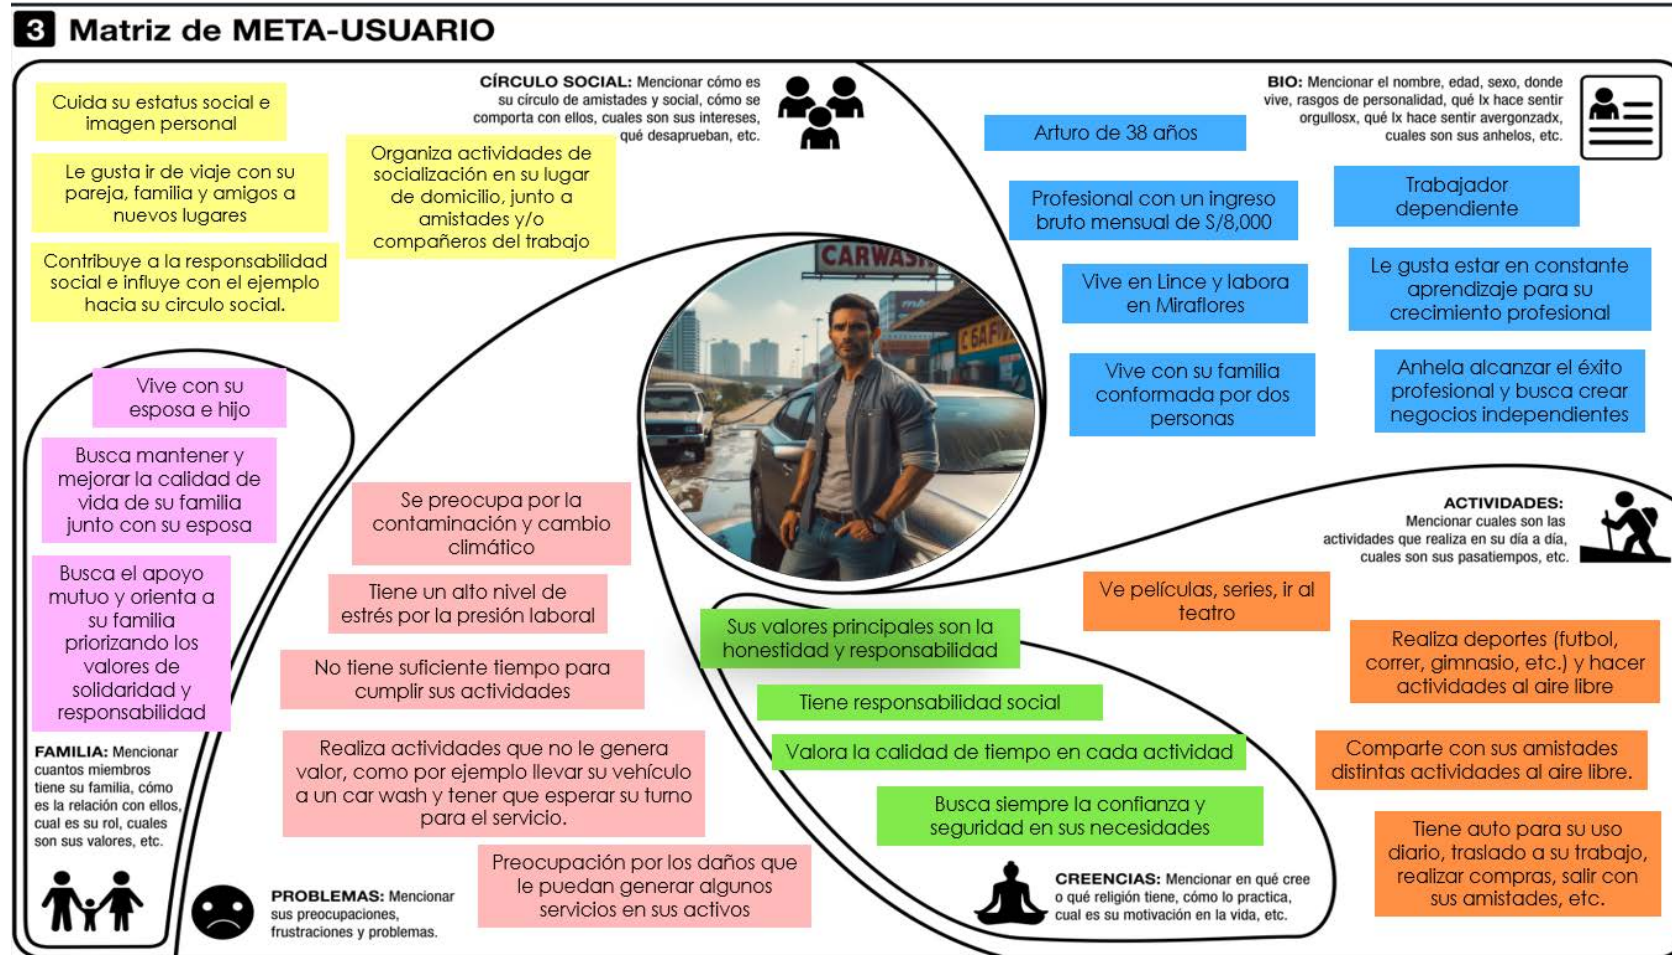 3 Matriz de META-USUARIO
CÍRCULO SOCIAL: Mencionar cómo es
su círculo de amistades y social, cómo se
comporta con ellos, cuales son sus intereses,
qué desaprueban, etc.
Cuida su estatus social e
imagen personal
Le gusta ir de viaje con su
pareja, familia y amigos a
nuevos lugares
Contribuye a la responsabilidad
social e influye con el ejemplo
hacia su circulo social.
Organiza actividades de
socialización en su lugar
de domicilio, junto a
amistades y/o
compañeros del trabajo
BIO: Mencionar el nombre, edad, sexo, donde
vive, rasgos de personalidad, qué lx hace sentir
orgullosx, qué lx hace sentir avergonzadx,
cuales son sus anhelos, etc.
Arturo de 38 años
Profesional con un ingreso
bruto mensual de S/8,000
Vive en Lince y labora
en Miraflores
Vive con su familia
conformada por dos
personas
Trabajador
dependiente
Le gusta estar en constante
aprendizaje para su
crecimiento profesional
Anhela alcanzar el éxito
profesional y busca crear
negocios independientes
CARWASH
Vive con su
esposa e hijo
Busca mantener y
mejorar la calidad de
vida de su familia
junto con su esposa
Busca el apoyo
mutuo y orienta a
su familia
priorizando los
valores de
solidaridad y
responsabilidad
FAMILIA: Mencionar
cuantos miembros
tiene su familia, cómo
es la relación con ellos,
cual es su rol, cuales
son sus valores, etc.
Se preocupa por la
contaminación y cambio
climático
Tiene un alto nivel de
estrés por la presión laboral
No tiene suficiente tiempo para
cumplir sus actividades
Realiza actividades que no le genera
valor, como por ejemplo llevar su vehículo
a un car wash y tener que esperar su turno
para el servicio.
Preocupación por los daños que
le puedan generar algunos
servicios en sus activos
PROBLEMAS: Mencionar
sus preocupaciones,
frustraciones y problemas.
Sus valores principales son la
honestidad y responsabilidad
Tiene responsabilidad social
Valora la calidad de tiempo en cada actividad
Busca siempre la confianza y
seguridad en sus necesidades
CREENCIAS: Mencionar en qué cree
o qué religión tiene, cómo lo practica,
cual es su motivación en la vida, etc.
ACTIVIDADES:
Mencionar cuales son las
actividades que realiza en su día a día,
cuales son sus pasatiempos, etc.
Ve películas, series, ir al
teatro
Realiza deportes (futbol,
correr, gimnasio, etc.) y hacer
actividades al aire libre
Comparte con sus amistades
distintas actividades al aire libre.
Tiene auto para su uso
diario, traslado a su trabajo,
realizar compras, salir con
sus amistades, etc.